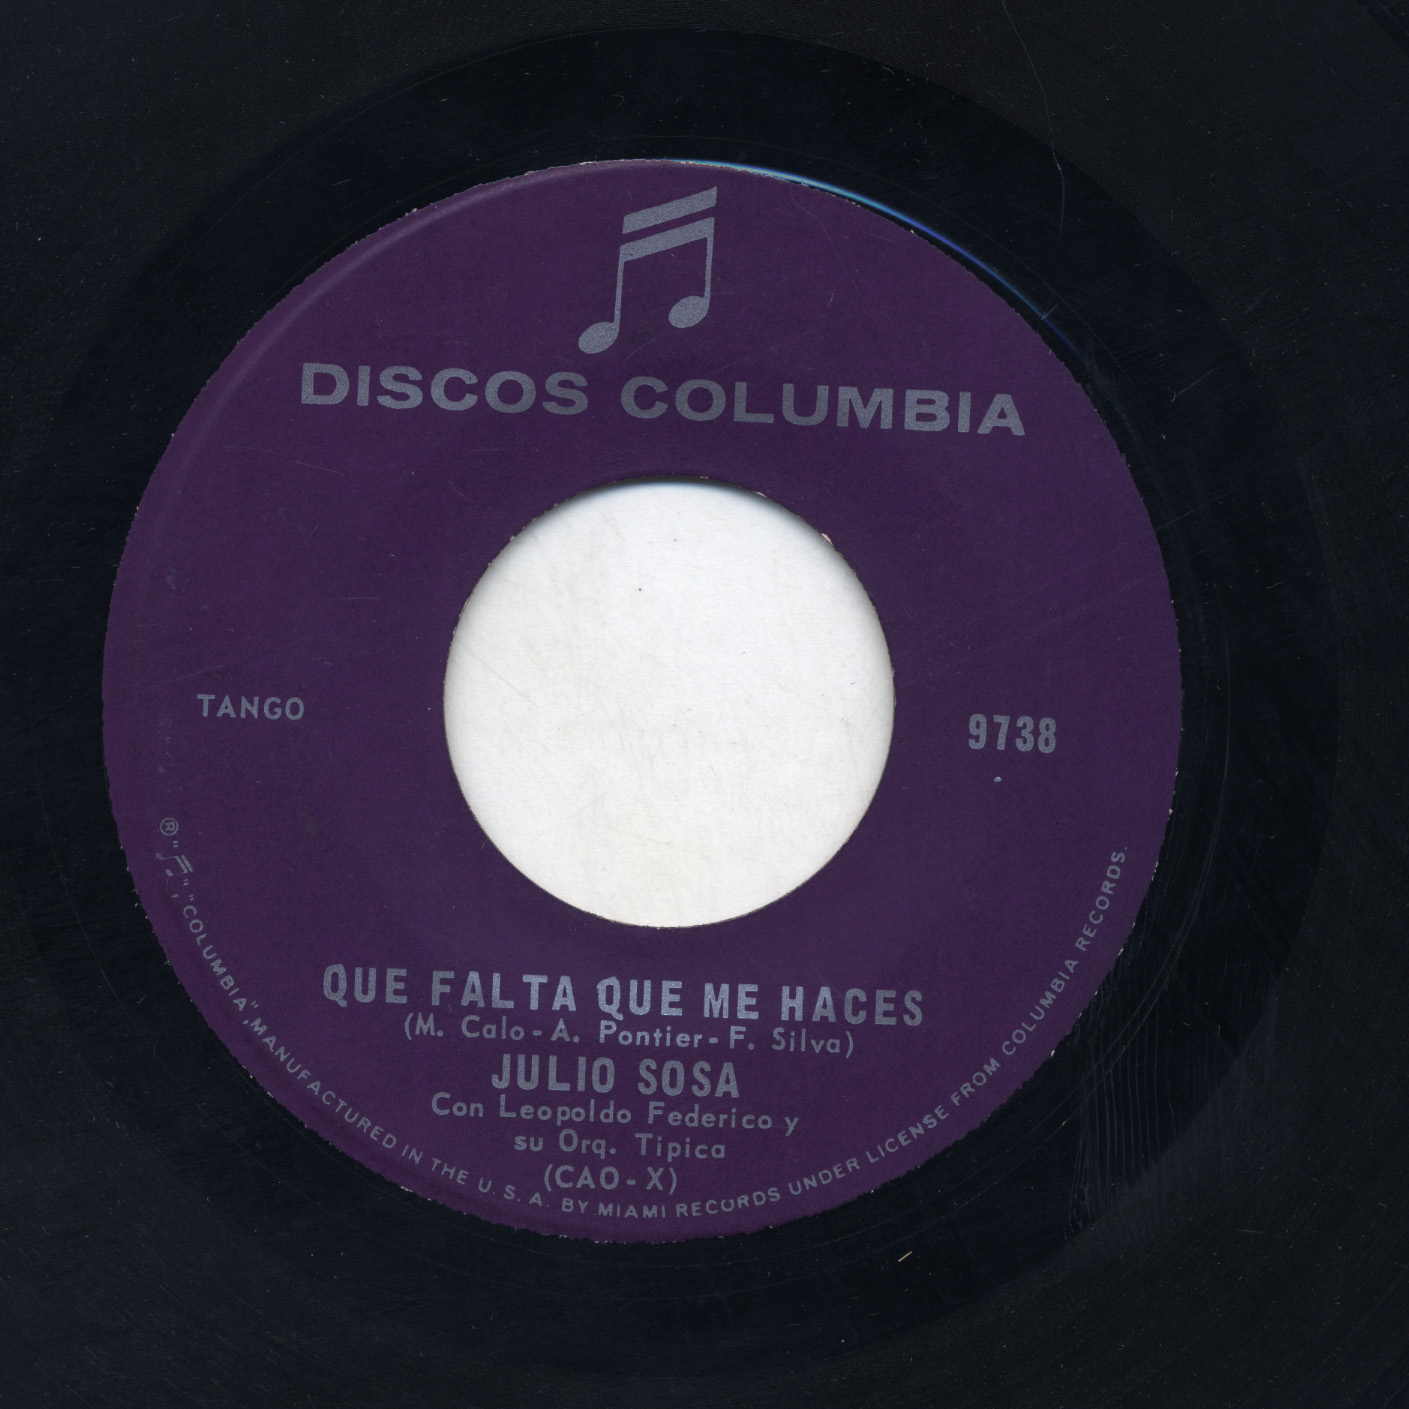 DISCOS COLUMBIA
TANGO
9738
QUE FALTA QUE ME HACES
(M. Calo - A. Pontier - F. Silva)
JULIO SOSA
Con Leopoldo Federico y
su Orq. Tipica
(CAO - X)
® "♫", "COLUMBIA", MANUFACTURED IN THE U. S. A. BY MIAMI RECORDS UNDER LICENSE FROM COLUMBIA RECORDS.